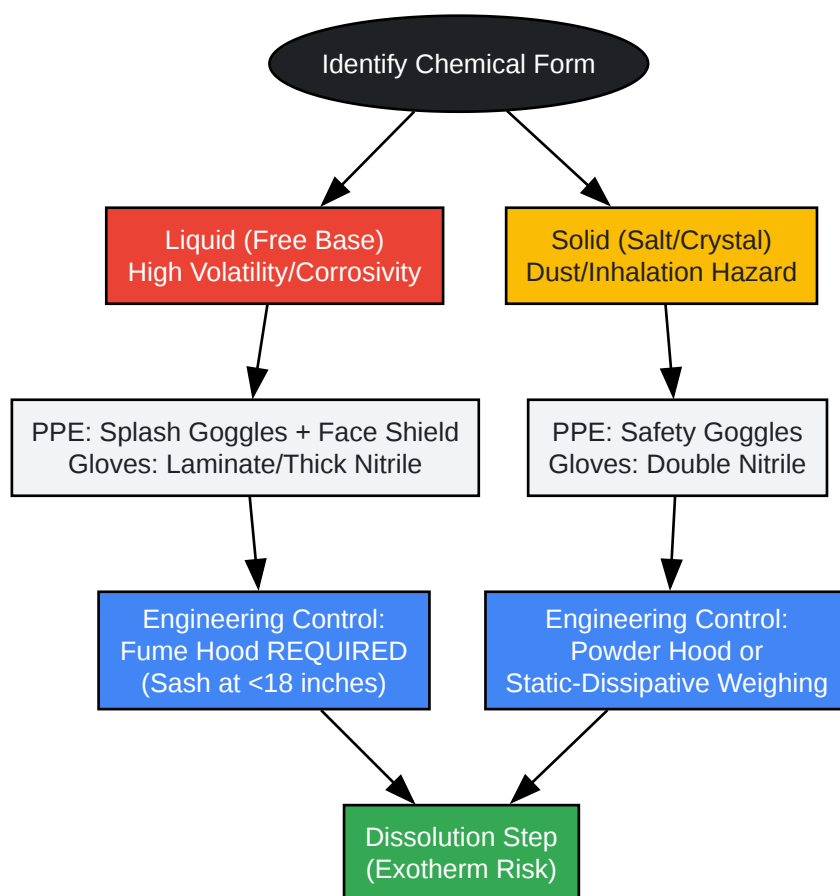 Identify Chemical Form
Liquid (Free Base)
High Volatility/Corrosivity
Solid (Salt/Crystal)
Dust/Inhalation Hazard
PPE: Splash Goggles + Face Shield
Gloves: Laminate/Thick Nitrile
PPE: Safety Goggles
Gloves: Double Nitrile
Engineering Control:
Fume Hood REQUIRED
(Sash at <18 inches)
Engineering Control:
Powder Hood or
Static-Dissipative Weighing
Dissolution Step
(Exotherm Risk)